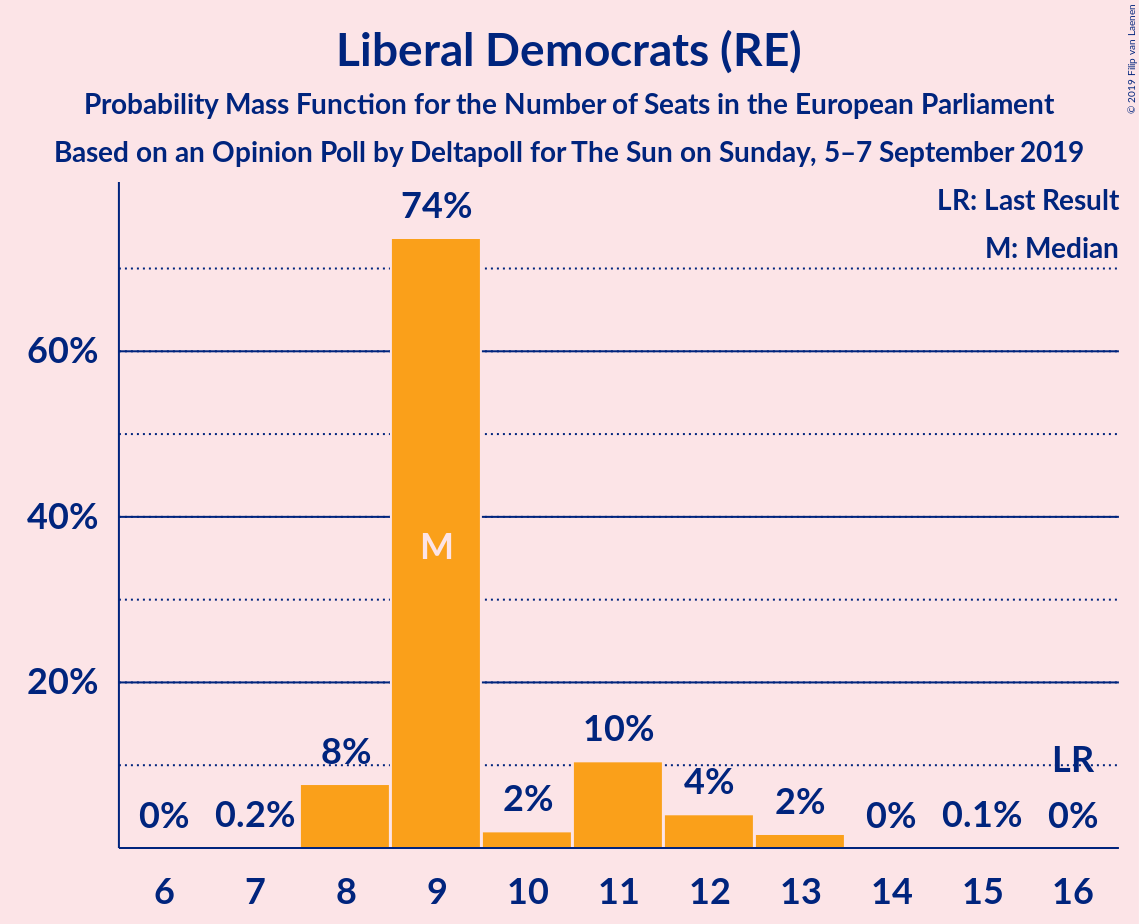 Liberal Democrats (RE)
Probability Mass Function for the Number of Seats in the European Parliament
Based on an Opinion Poll by Deltapoll for The Sun on Sunday, 5–7 September 2019
© 2019 Filip van Laenen
LR: Last Result
M: Median
60%
40%
20%
0%
0.2%
8%
74%
M
2%
10%
4%
2%
0%
0.1%
LR
0%
6 7 8 9 10 11 12 13 14 15 16